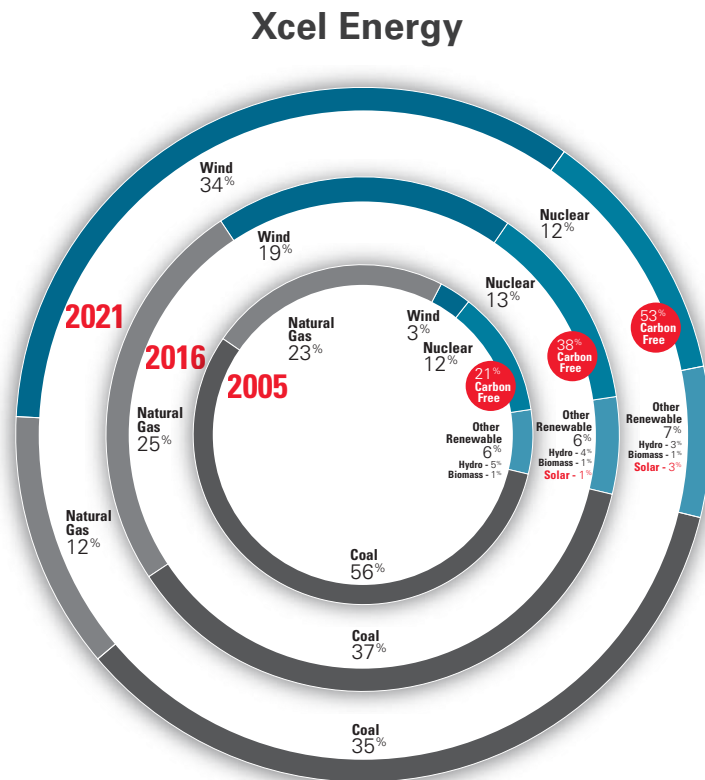 Xcel Energy
Wind
34%
Nuclear
12%
53%
Carbon
Free
Other
Renewable
7%
Hydro - 3%
Biomass - 1%
Solar - 3%
2021
Natural
Gas
12%
Coal
35%
Wind
19%
Nuclear
13%
38%
Carbon
Free
Other
Renewable
6%
Hydro - 4%
Biomass - 1%
Solar - 1%
2016
Natural
Gas
25%
Coal
37%
Natural
Gas
23%
Wind
3%
Nuclear
12%
21%
Carbon
Free
Other
Renewable
6%
Hydro - 5%
Biomass - 1%
2005
Coal
56%